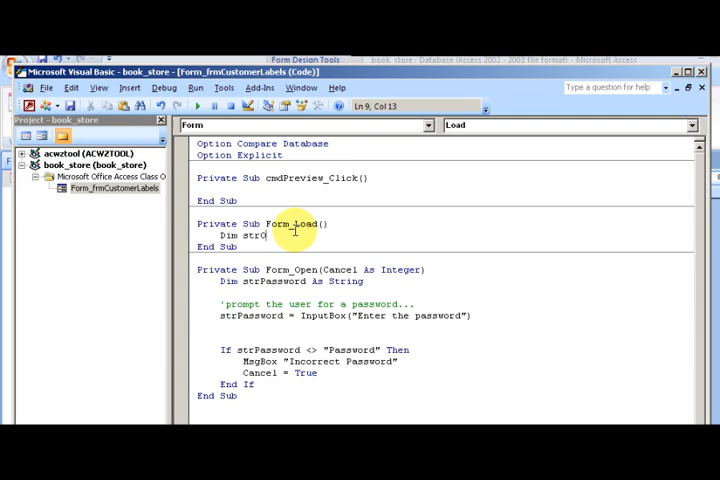 Form Design Tools
book_store : Database (Access 2002 - 2003 file format) - Microsoft Access
Microsoft Visual Basic - book_store - [Form_frmCustomerLabels (Code)]
File Edit View Insert Debug Run Tools Add-Ins Window Help
Type a question for help
Ln 9, Col 13
Project - book_store
Form
Load
acwztool (ACWZTOOL)
book_store (book_store)
Microsoft Office Access Class O
Form_frmCustomerLabels
Option Compare Database
Option Explicit
Private Sub cmdPreview_Click()
End Sub
Private Sub Form_Load()
Dim strO
End Sub
Private Sub Form_Open(Cancel As Integer)
Dim strPassword As String
'prompt the user for a password...
strPassword = InputBox("Enter the password")
If strPassword <> "Password" Then
MsgBox "Incorrect Password"
Cancel = True
End If
End Sub